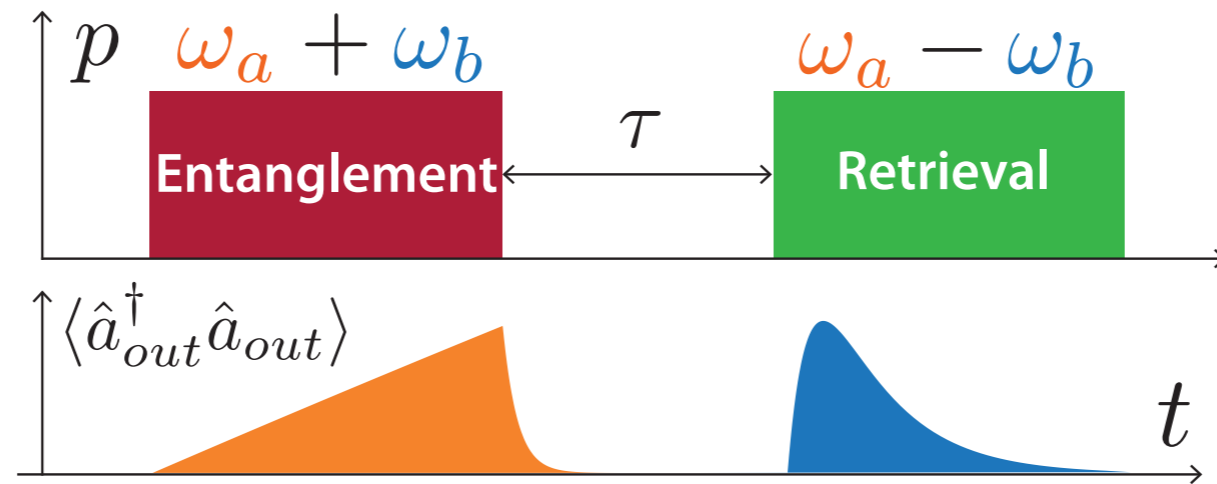 p ω_a + ω_b ω_a − ω_b
τ
Entanglement Retrieval
⟨â†_out â_out⟩
t